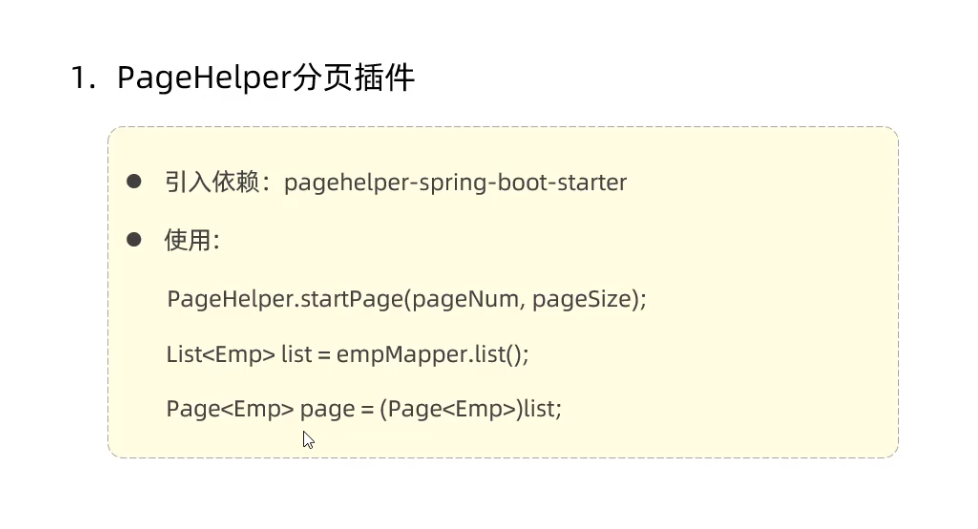 1. PageHelper分页插件
● 引入依赖：pagehelper-spring-boot-starter
● 使用：
PageHelper.startPage(pageNum, pageSize);
List<Emp> list = empMapper.list();
Page<Emp> page = (Page<Emp>)list;